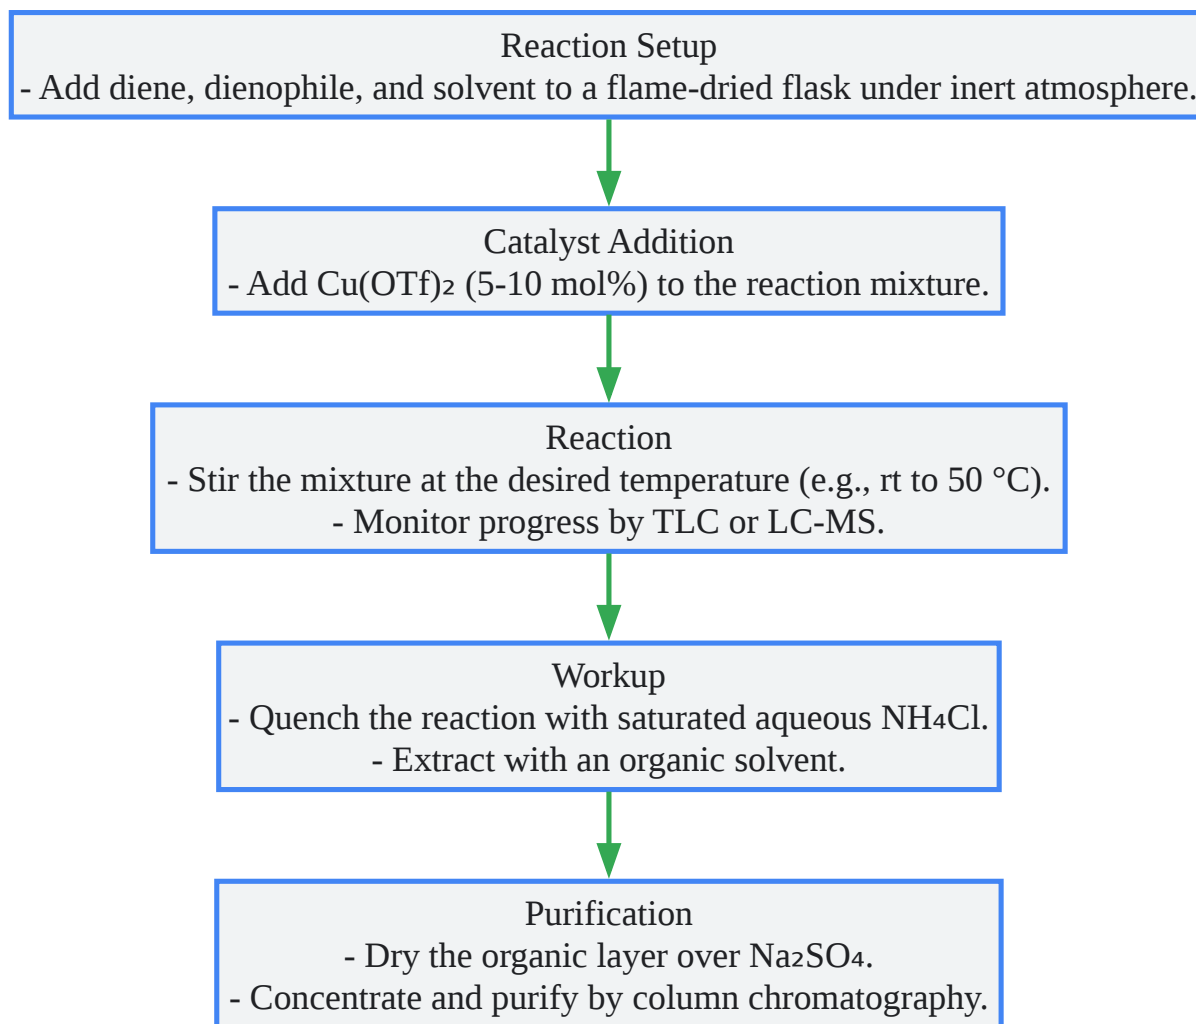 Reaction Setup
- Add diene, dienophile, and solvent to a flame-dried flask under inert atmosphere.
Catalyst Addition
- Add Cu(OTf)₂ (5-10 mol%) to the reaction mixture.
Reaction
- Stir the mixture at the desired temperature (e.g., rt to 50 °C).
- Monitor progress by TLC or LC-MS.
Workup
- Quench the reaction with saturated aqueous NH₄Cl.
- Extract with an organic solvent.
Purification
- Dry the organic layer over Na₂SO₄.
- Concentrate and purify by column chromatography.